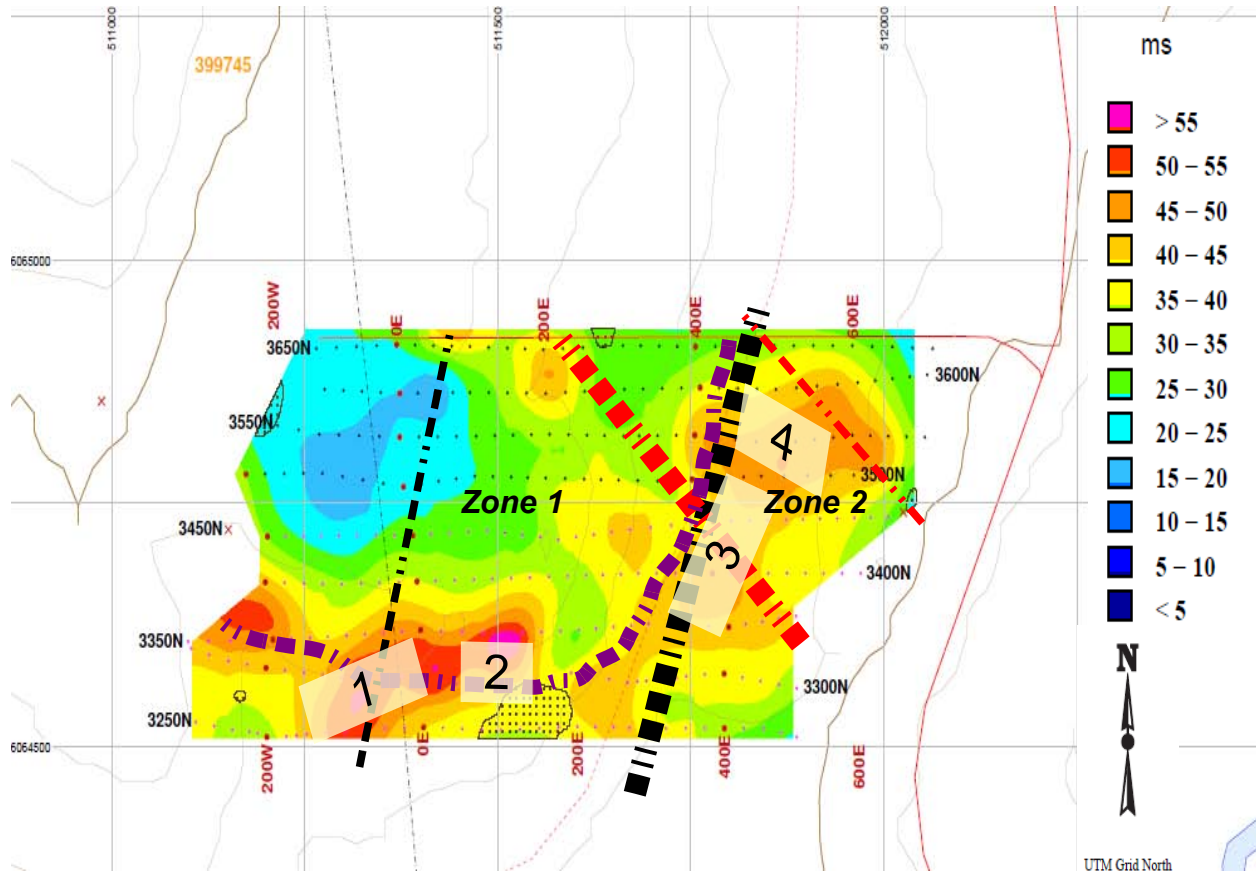 511000
511500
512000
399745
6065000
6064500
ms
> 55
50 – 55
45 – 50
40 – 45
35 – 40
30 – 35
25 – 30
20 – 25
15 – 20
10 – 15
5 – 10
< 5
200W
0E
200E
400E
600E
3650N
3600N
3550N
3500N
3450N
3400N
3350N
3300N
3250N
Zone 1
Zone 2
1
2
3
4
200W
0E
200E
400E
600E
N
UTM Grid North